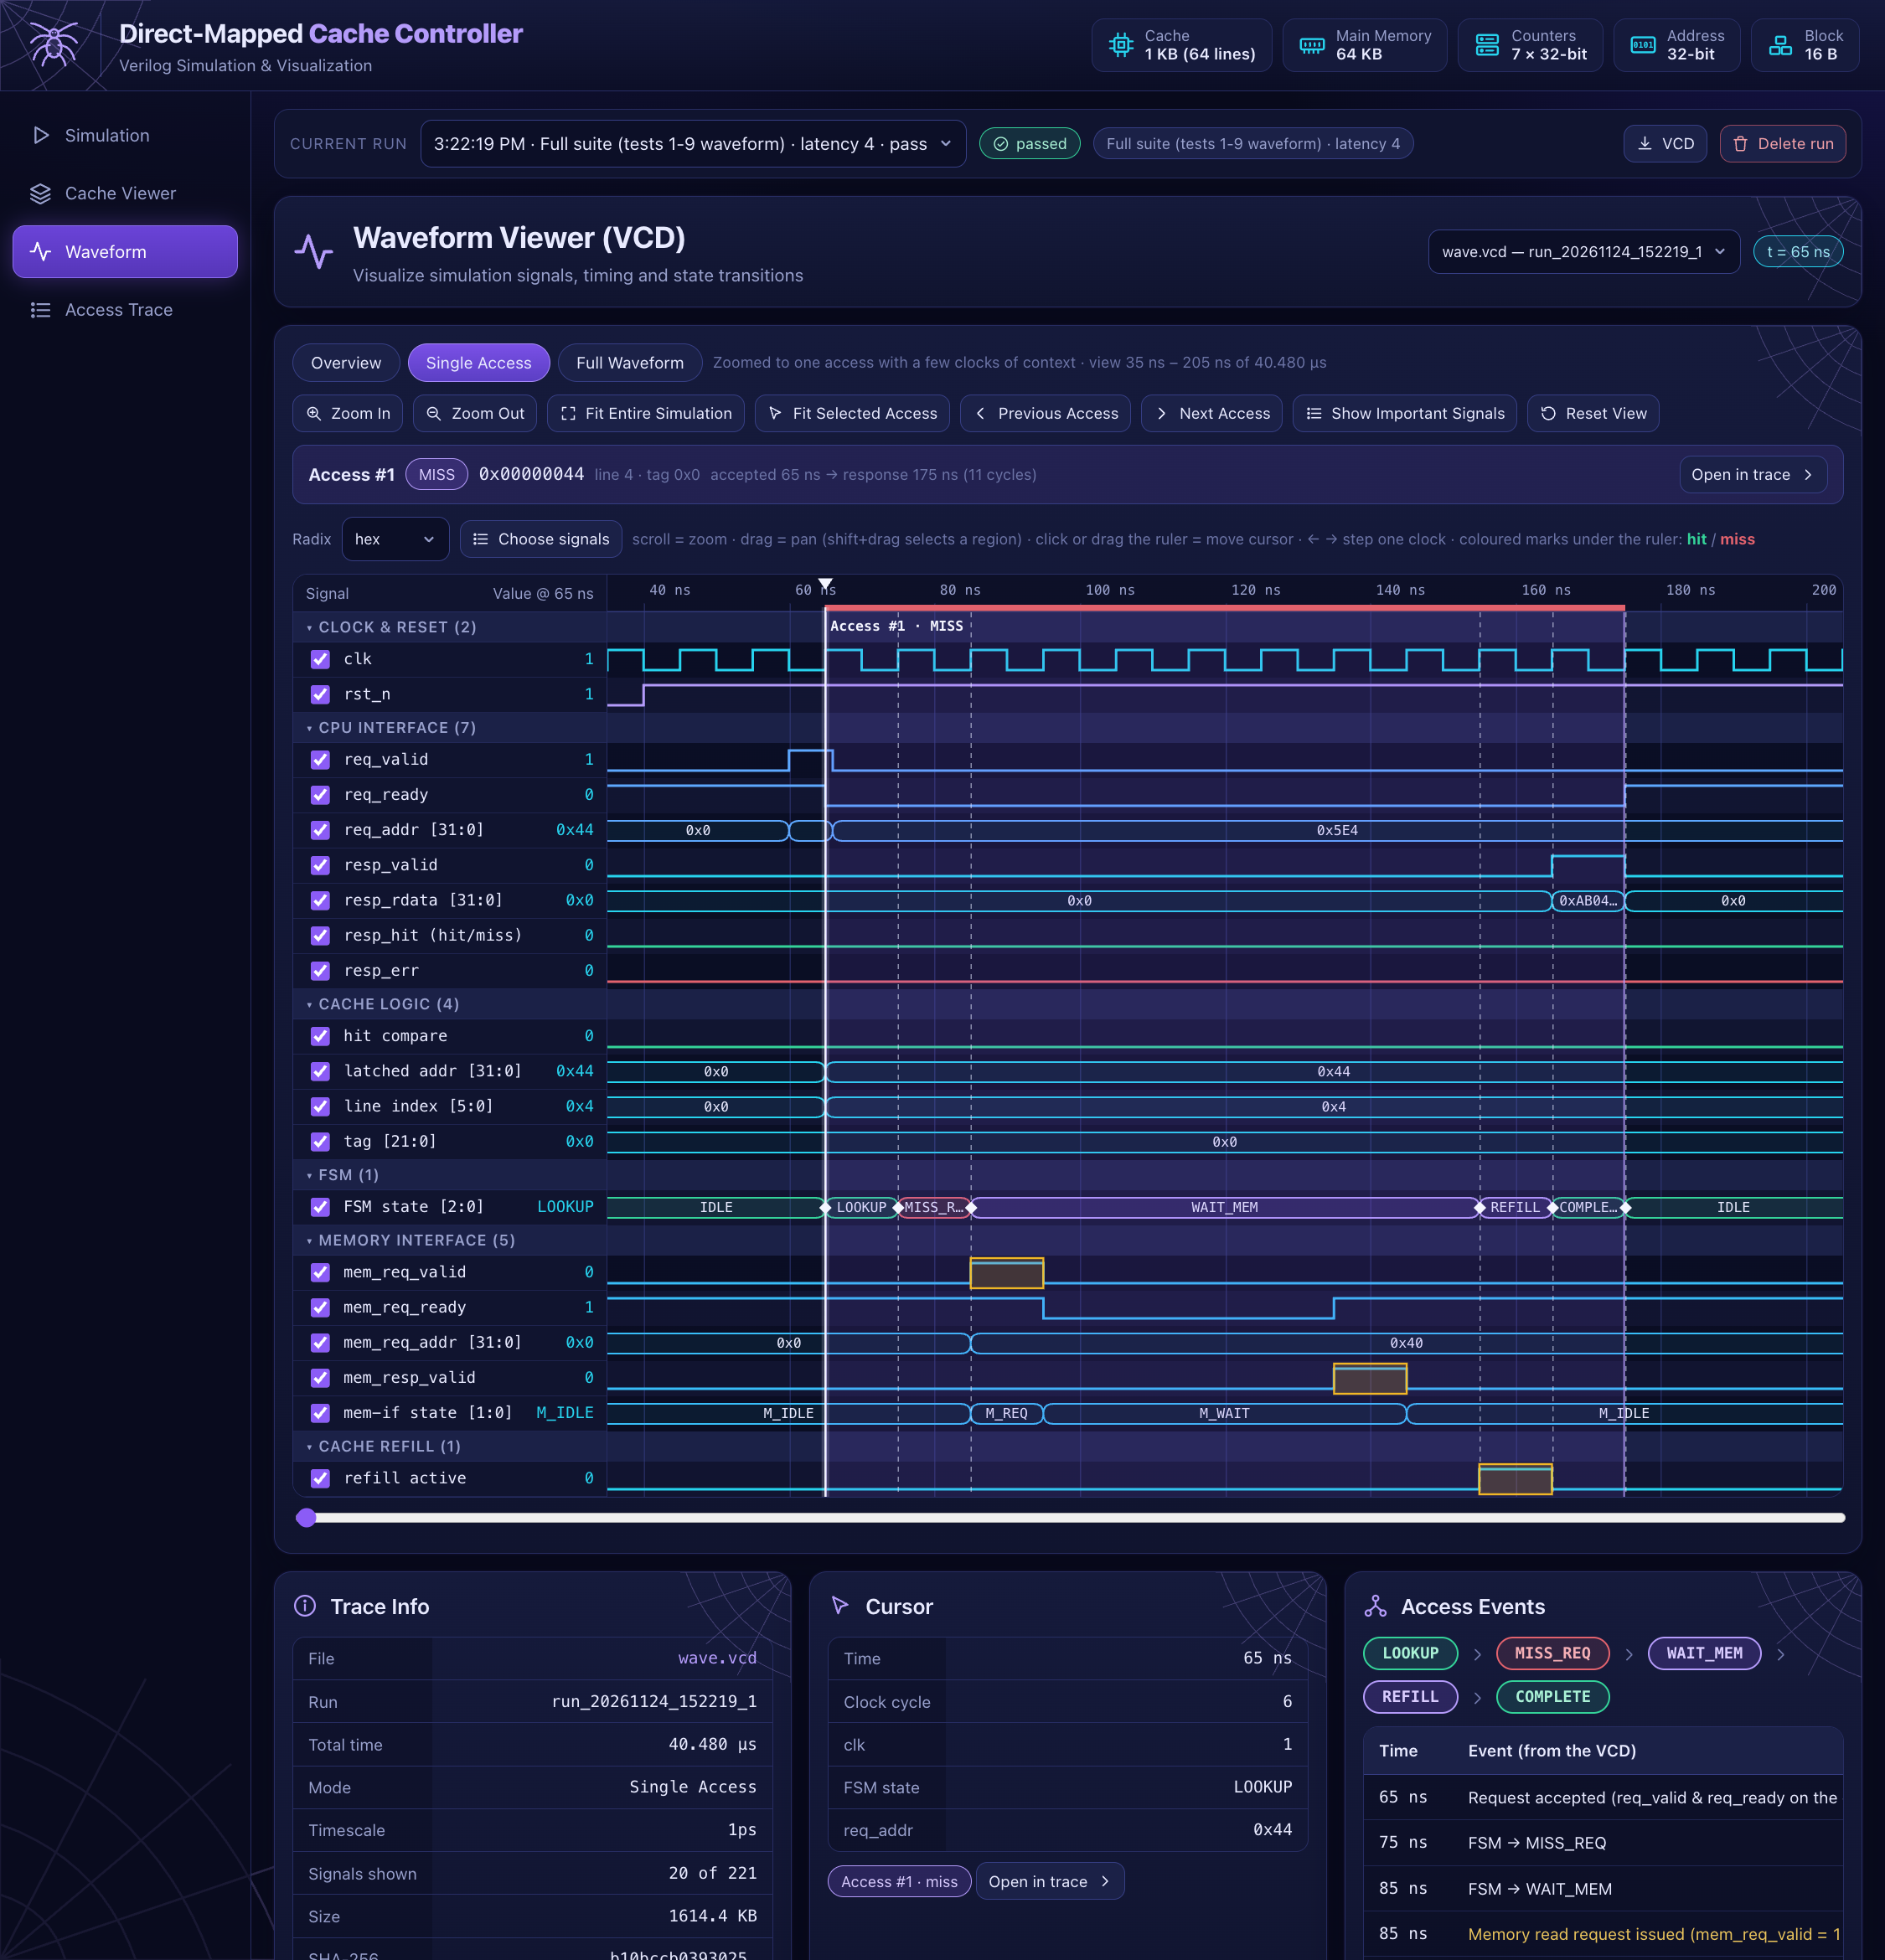 Direct-Mapped Cache Controller
Verilog Simulation & Visualization
Cache
1 KB (64 lines)
Main Memory
64 KB
Counters
7 × 32-bit
0101
Address
32-bit
Block
16 B
Simulation
Cache Viewer
Waveform
Access Trace
CURRENT RUN
3:22:19 PM · Full suite (tests 1-9 waveform) · latency 4 · pass
passed
Full suite (tests 1-9 waveform) · latency 4
VCD
Delete run
Waveform Viewer (VCD)
Visualize simulation signals, timing and state transitions
wave.vcd — run_20261124_152219_1
t = 65 ns
Overview
Single Access
Full Waveform
Zoomed to one access with a few clocks of context · view 35 ns – 205 ns of 40.480 µs
Zoom In
Zoom Out
Fit Entire Simulation
Fit Selected Access
Previous Access
Next Access
Show Important Signals
Reset View
Access #1 MISS 0x00000044 line 4 · tag 0x0 accepted 65 ns → response 175 ns (11 cycles)
Open in trace
Radix
hex
Choose signals
scroll = zoom · drag = pan (shift+drag selects a region) · click or drag the ruler = move cursor · ← → step one clock · coloured marks under the ruler: hit / miss
Signal Value @ 65 ns
40 ns 60 ns 80 ns 100 ns 120 ns 140 ns 160 ns 180 ns 200
CLOCK & RESET (2)
Access #1 · MISS
clk 1
rst_n 1
CPU INTERFACE (7)
req_valid 1
req_ready 0
req_addr [31:0] 0x44 0x0 0x5E4
resp_valid 0
resp_rdata [31:0] 0x0 0x0 0xAB04… 0x0
resp_hit (hit/miss) 0
resp_err 0
CACHE LOGIC (4)
hit compare 0
latched addr [31:0] 0x44 0x0 0x44
line index [5:0] 0x4 0x0 0x4
tag [21:0] 0x0 0x0
FSM (1)
FSM state [2:0] LOOKUP IDLE LOOKUP MISS_R… WAIT_MEM REFILL COMPLE… IDLE
MEMORY INTERFACE (5)
mem_req_valid 0
mem_req_ready 1
mem_req_addr [31:0] 0x0 0x0 0x40
mem_resp_valid 0
mem-if state [1:0] M_IDLE M_IDLE M_REQ M_WAIT M_IDLE
CACHE REFILL (1)
refill active 0
Trace Info
File wave.vcd
Run run_20261124_152219_1
Total time 40.480 µs
Mode Single Access
Timescale 1ps
Signals shown 20 of 221
Size 1614.4 KB
SHA-256 b10bccb0393025…
Cursor
Time 65 ns
Clock cycle 6
clk 1
FSM state LOOKUP
req_addr 0x44
Access #1 · miss
Open in trace
Access Events
LOOKUP MISS_REQ WAIT_MEM
REFILL COMPLETE
Time Event (from the VCD)
65 ns Request accepted (req_valid & req_ready on the
75 ns FSM → MISS_REQ
85 ns FSM → WAIT_MEM
85 ns Memory read request issued (mem_req_valid = 1